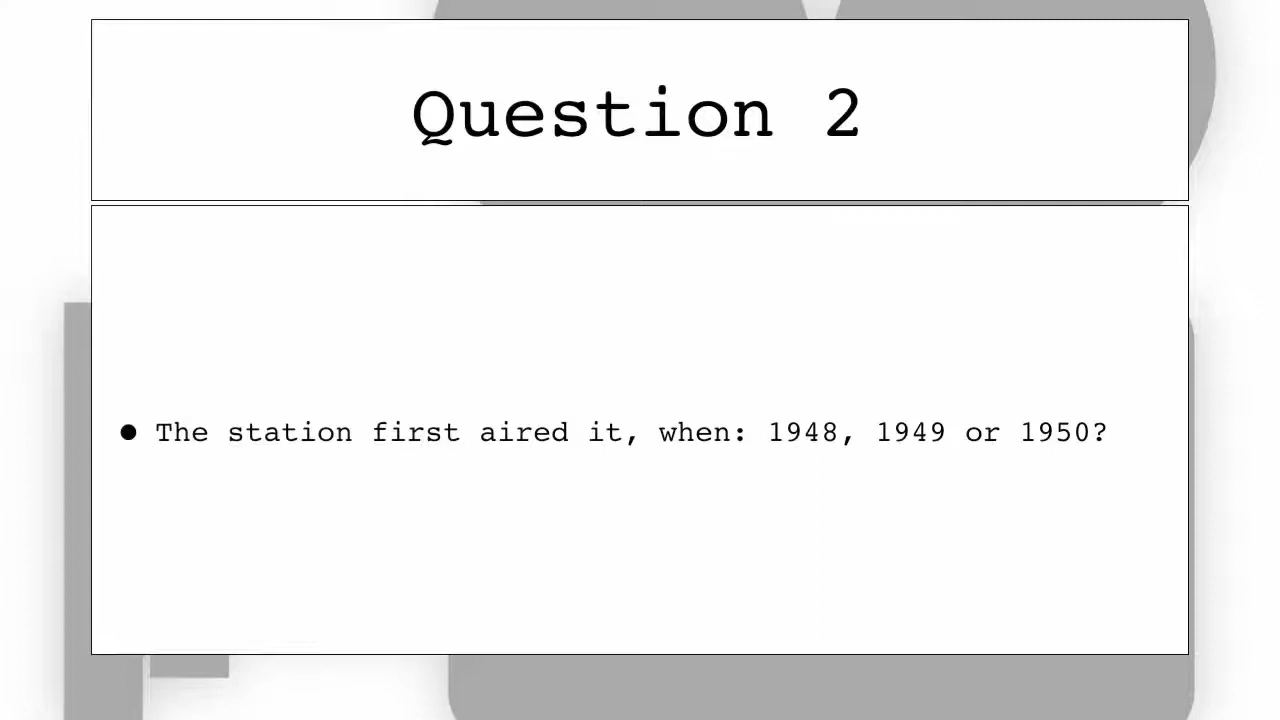 Question 2
● The station first aired it, when: 1948, 1949 or 1950?